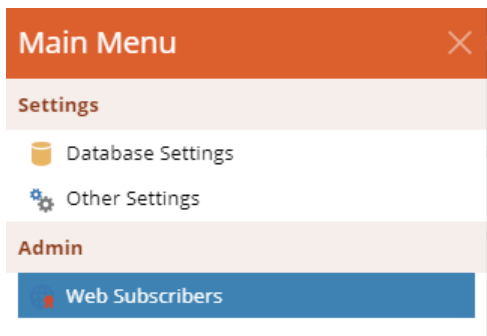 Main Menu
Settings
Database Settings
Other Settings
Admin
Web Subscribers